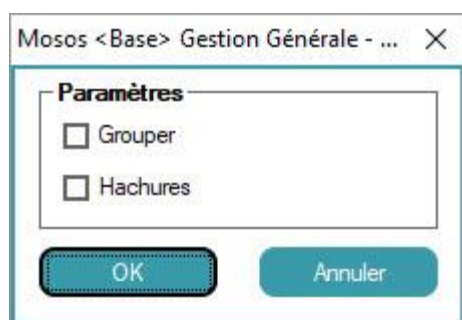 Mosos <Base> Gestion Générale - ...
Paramètres
Grouper
Hachures
OK Annuler